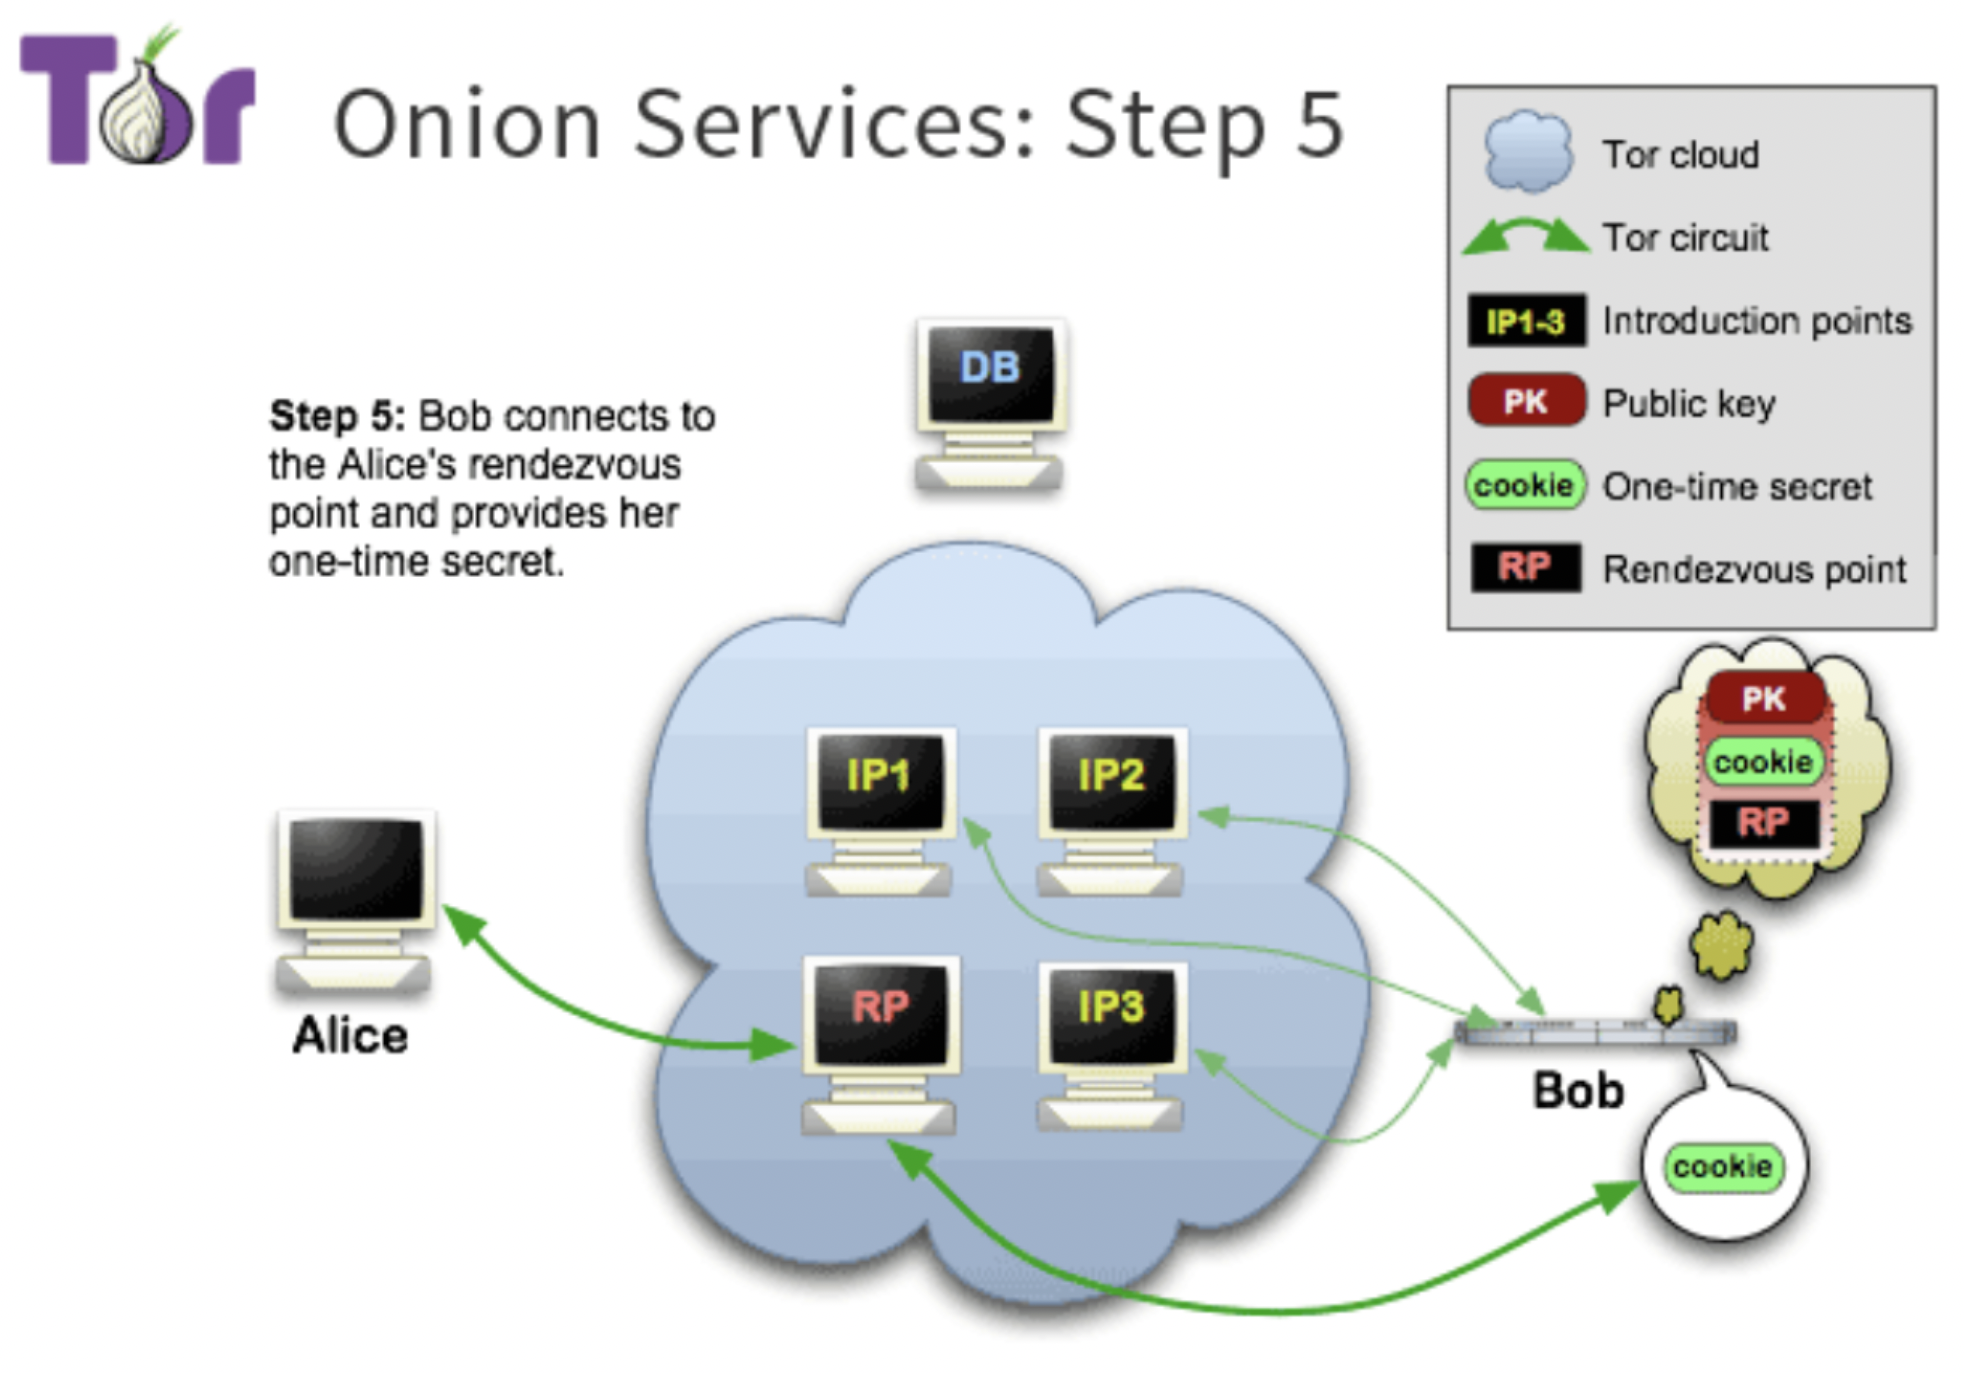 Tor
Onion Services: Step 5
Tor cloud
Tor circuit
IP1-3 Introduction points
PK Public key
cookie One-time secret
RP Rendezvous point
DB
Step 5: Bob connects to
the Alice's rendezvous
point and provides her
one-time secret.
PK
cookie
RP
IP1
IP2
RP
IP3
Alice
Bob
cookie